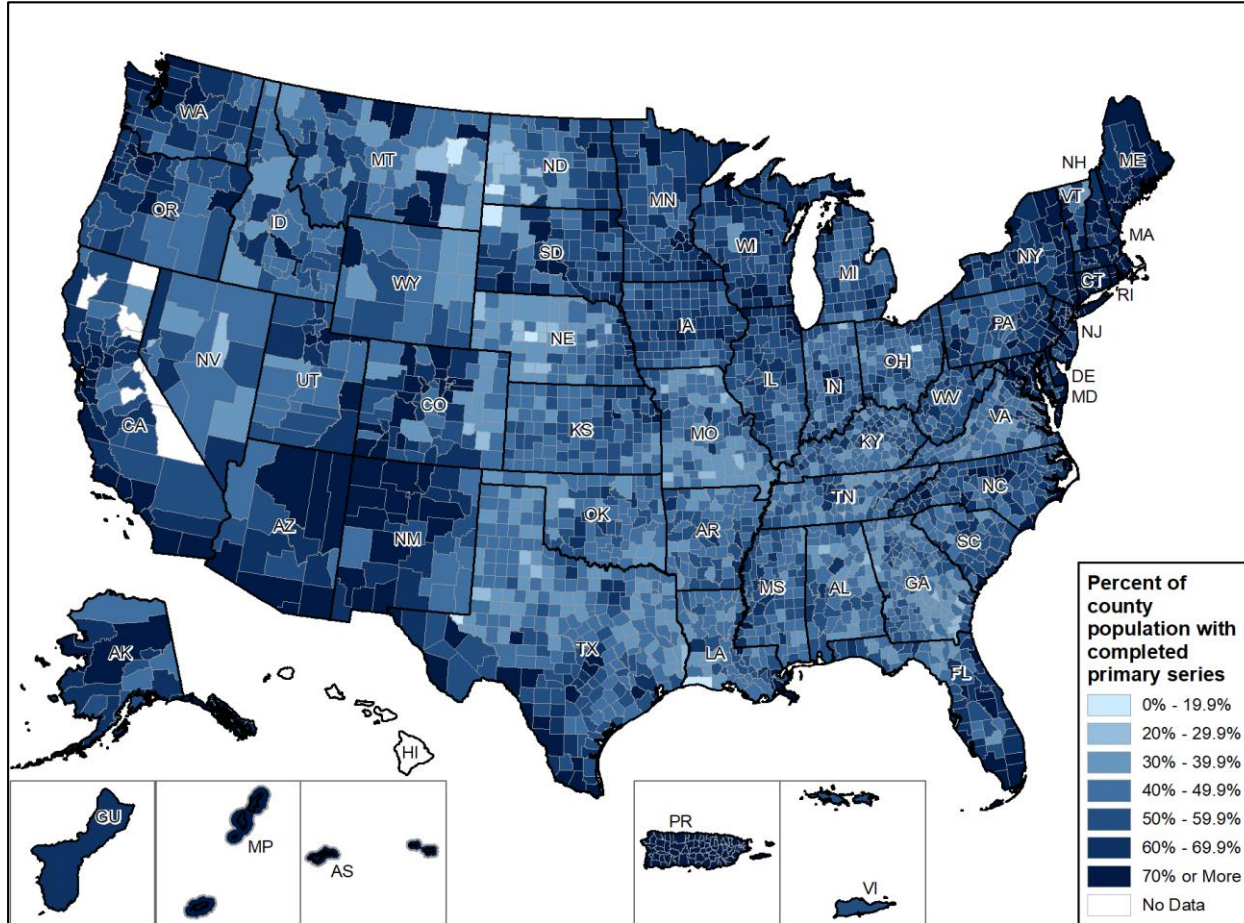 WA
MT
ND
MN
ME
NH
VT
OR
ID
SD
WI
MI
NY
MA
CT
RI
WY
IA
PA
NJ
NE
NV
UT
CO
IL
IN
OH
DE
MD
WV
VA
CA
KS
MO
KY
NC
TN
AZ
NM
OK
AR
SC
MS
AL
GA
TX
LA
FL
AK
HI
GU
MP
AS
PR
VI
Percent of
county
population with
completed
primary series
0% - 19.9%
20% - 29.9%
30% - 39.9%
40% - 49.9%
50% - 59.9%
60% - 69.9%
70% or More
No Data